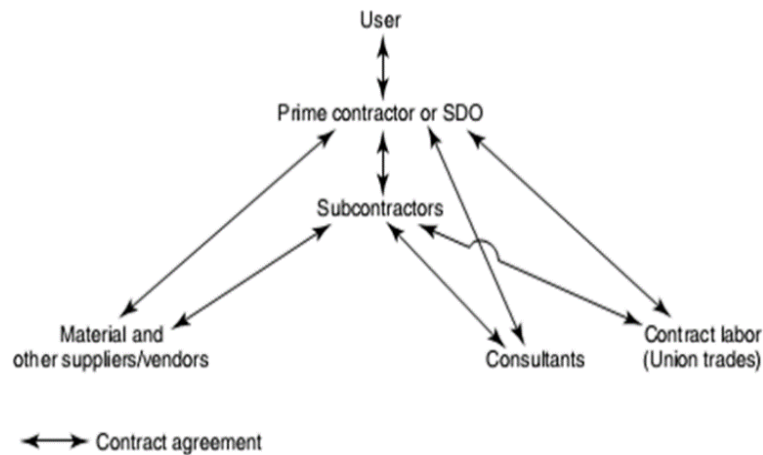 User
Prime contractor or SDO
Subcontractors
Material and
other suppliers/vendors
Consultants
Contract labor
(Union trades)
Contract agreement